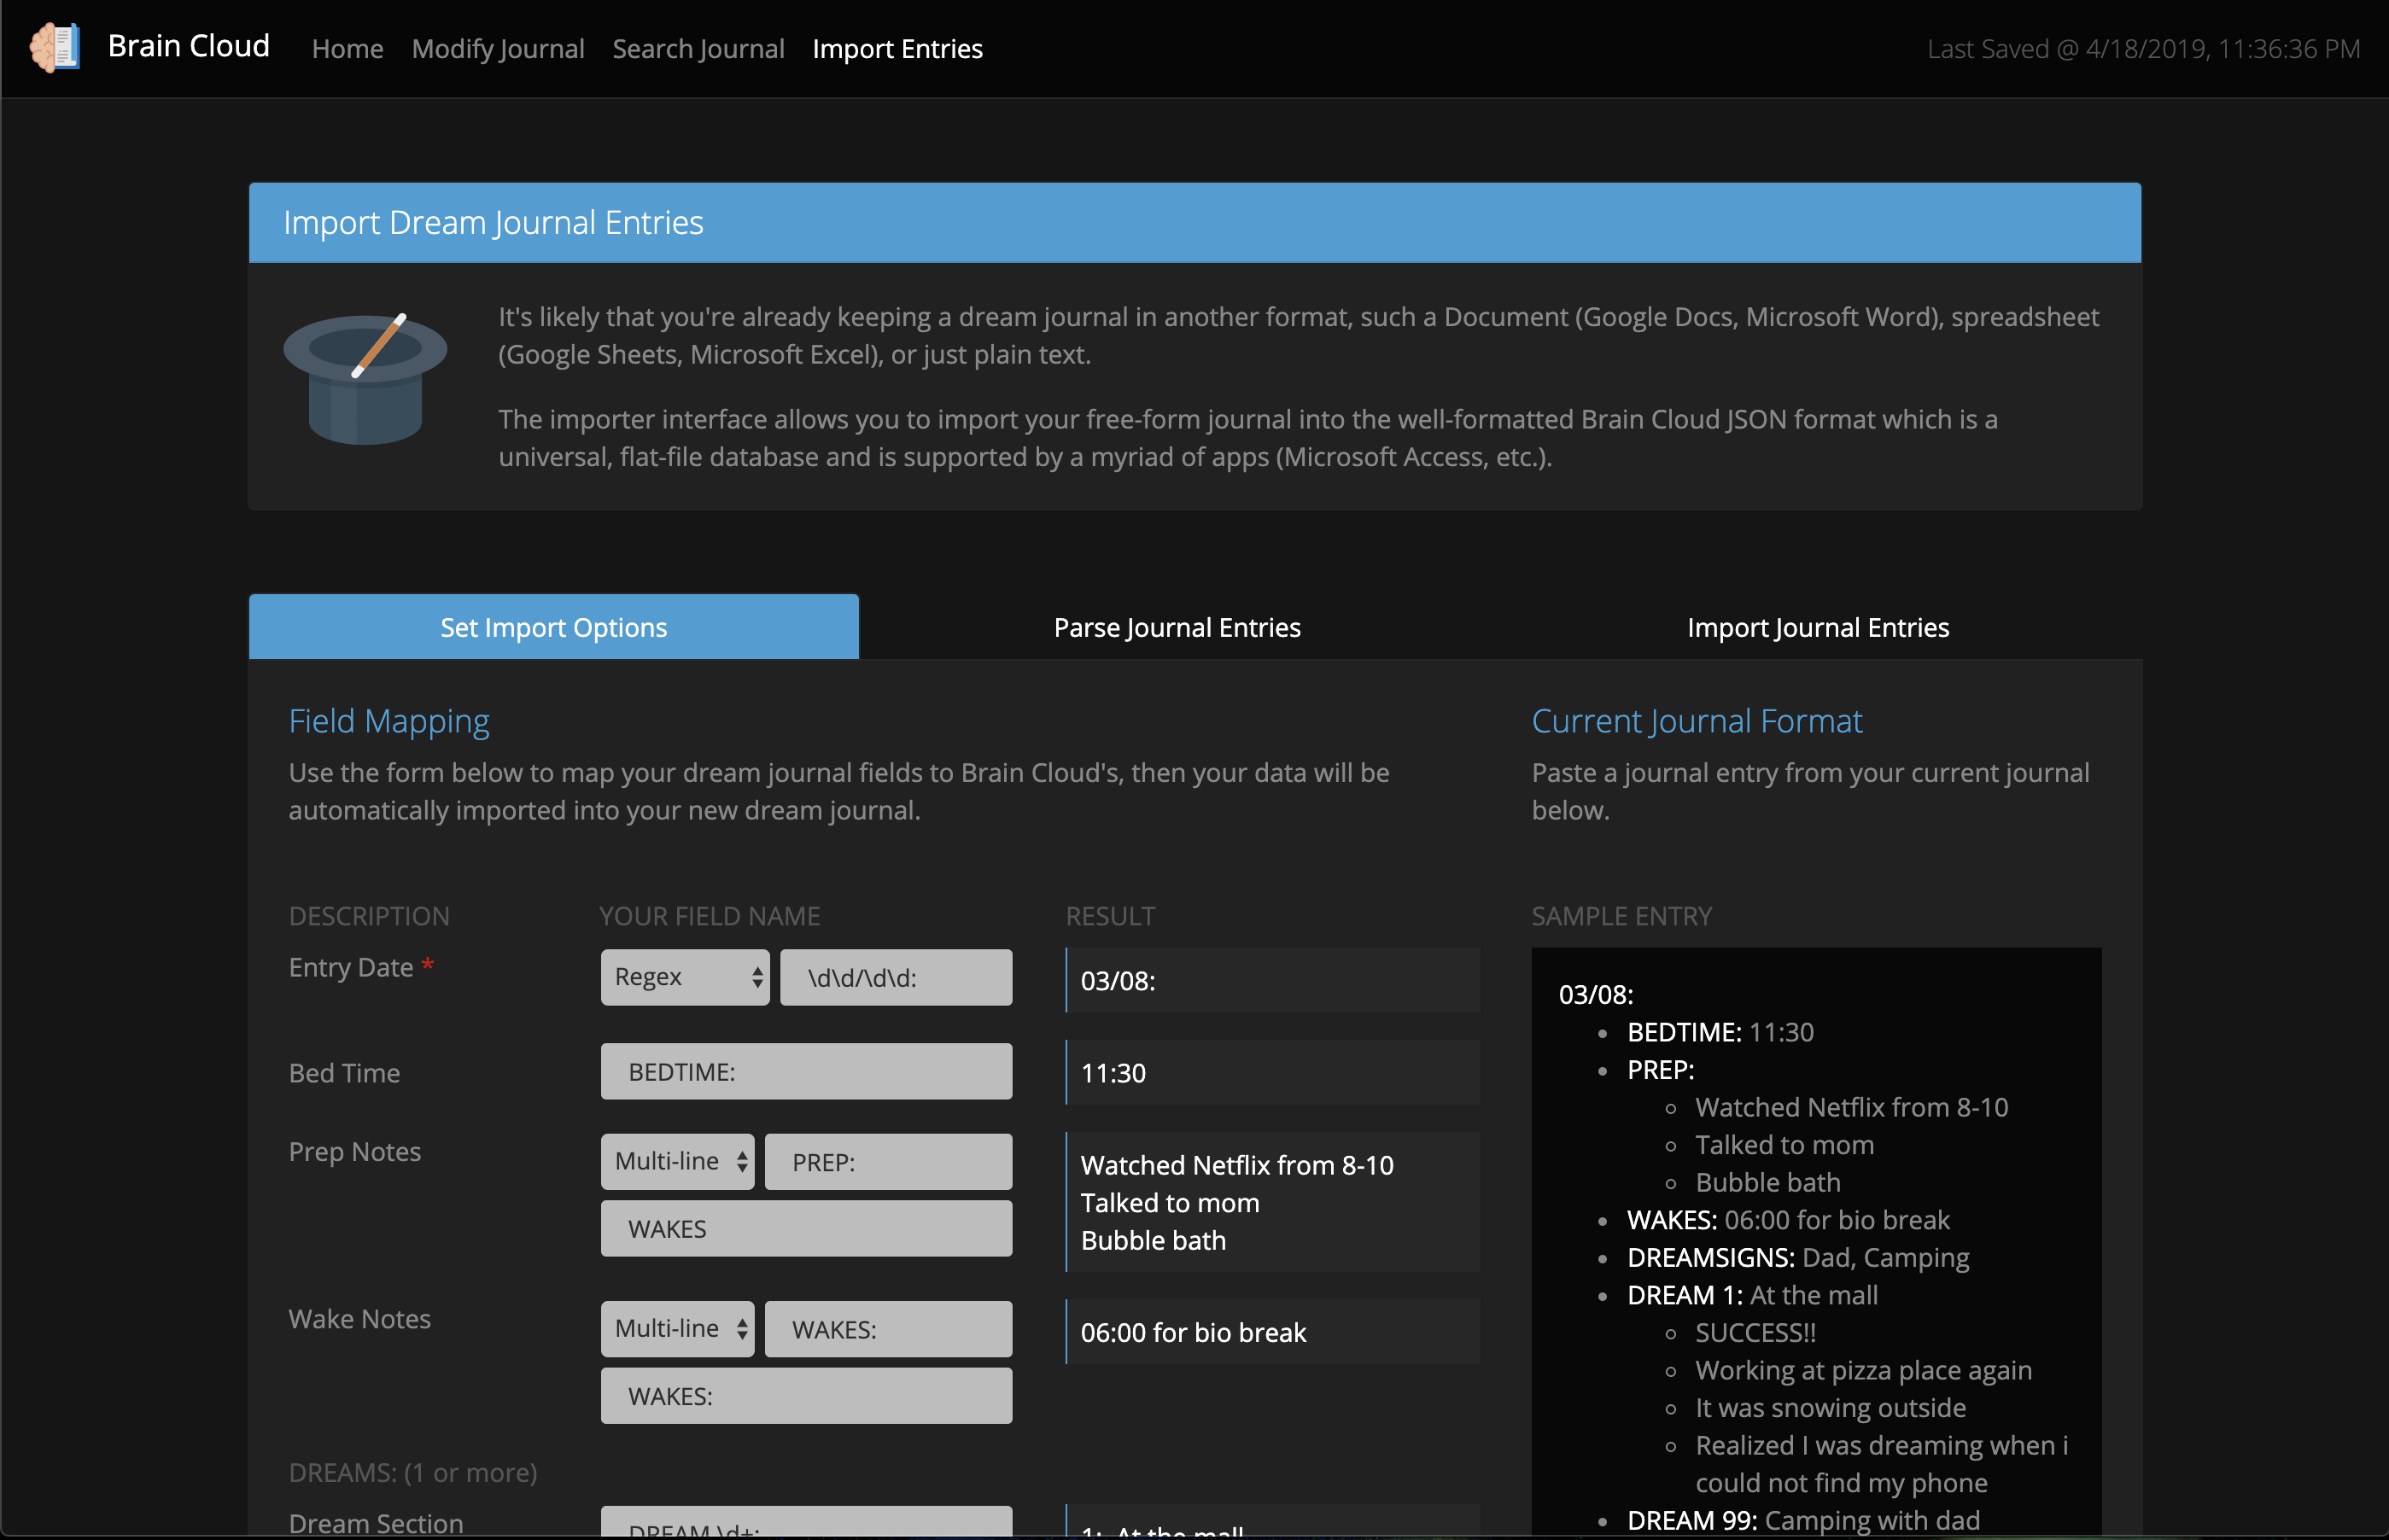 Brain Cloud
Home
Modify Journal
Search Journal
Import Entries
Last Saved @ 4/18/2019, 11:36:36 PM
Import Dream Journal Entries
It's likely that you're already keeping a dream journal in another format, such a Document (Google Docs, Microsoft Word), spreadsheet
(Google Sheets, Microsoft Excel), or just plain text.
The importer interface allows you to import your free-form journal into the well-formatted Brain Cloud JSON format which is a
universal, flat-file database and is supported by a myriad of apps (Microsoft Access, etc.).
Set Import Options
Parse Journal Entries
Import Journal Entries
Field Mapping
Use the form below to map your dream journal fields to Brain Cloud's, then your data will be
automatically imported into your new dream journal.
DESCRIPTION
YOUR FIELD NAME
RESULT
Entry Date *
Regex
\d\d/\d\d:
03/08:
Bed Time
BEDTIME:
11:30
Prep Notes
Multi-line
PREP:
WAKES
Watched Netflix from 8-10
Talked to mom
Bubble bath
Wake Notes
Multi-line
WAKES:
WAKES:
06:00 for bio break
DREAMS: (1 or more)
Dream Section
DREAM \d+:
1: At the mall
Current Journal Format
Paste a journal entry from your current journal
below.
SAMPLE ENTRY
03/08:
BEDTIME: 11:30
PREP:
Watched Netflix from 8-10
Talked to mom
Bubble bath
WAKES: 06:00 for bio break
DREAMSIGNS: Dad, Camping
DREAM 1: At the mall
SUCCESS!!
Working at pizza place again
It was snowing outside
Realized I was dreaming when i
could not find my phone
DREAM 99: Camping with dad